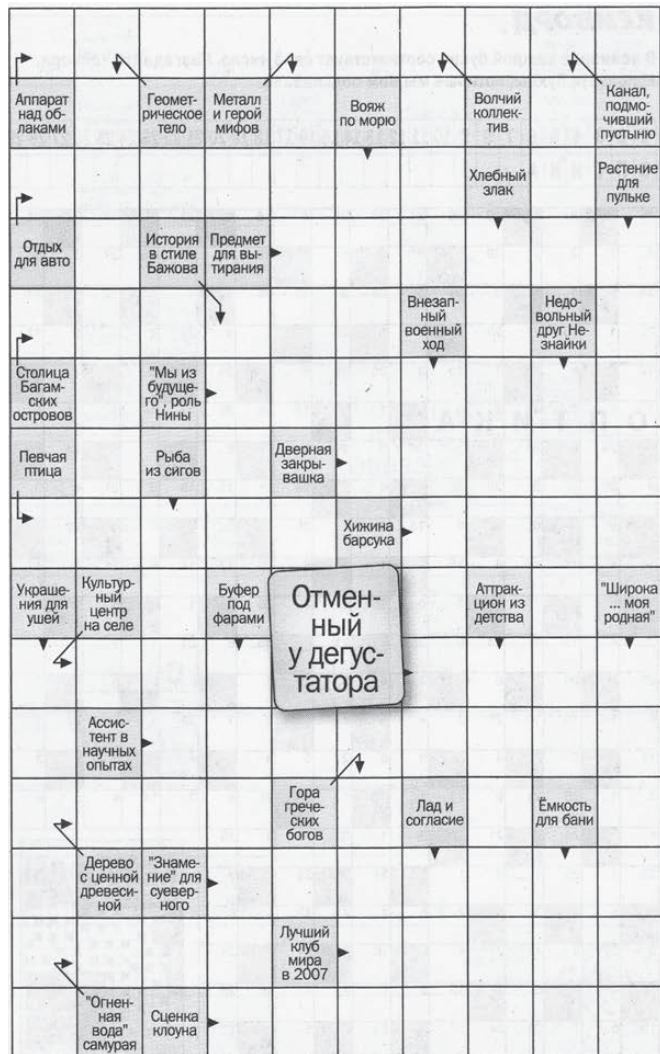 Аппарат
над об-
лаками
Геомет-
рическое
тело
Металл
и герой
мифов
Вояж
по морю
Волчий
коллек-
тив
Канал,
подмо-
чивший
пустыню
Хлебный
злак
Растение
для
пульке
Отдых
для авто
История
в стиле
Бажова
Предмет
для вы-
тирания
Внезап-
ный
военный
ход
Недо-
вольный
друг Не-
знайки
Столица
Багам-
ских
островов
"Мы из
будуще-
го", роль
Нины
О П Т И К А
Певчая
птица
Рыба
из сигов
Дверная
закры-
вашка
Хижина
барсука
Украше-
ния для
ушей
Культур-
ный
центр
на селе
Буфер
под
фарами
Отмен-
ный
у дегус-
татора
Аттрак-
цион из
детства
"Широка
... моя
родная"
Ассис-
тент в
научных
опытах
Гора
грече-
ских
богов
Лад и
согласие
Ёмкость
для бани
Дерево
с ценной
древеси-
ной
"Знаме-
ние" для
суевер-
ного
Лучший
клуб
мира
в 2007
"Огнен-
ная
вода"
самурая
Сценка
клоуна